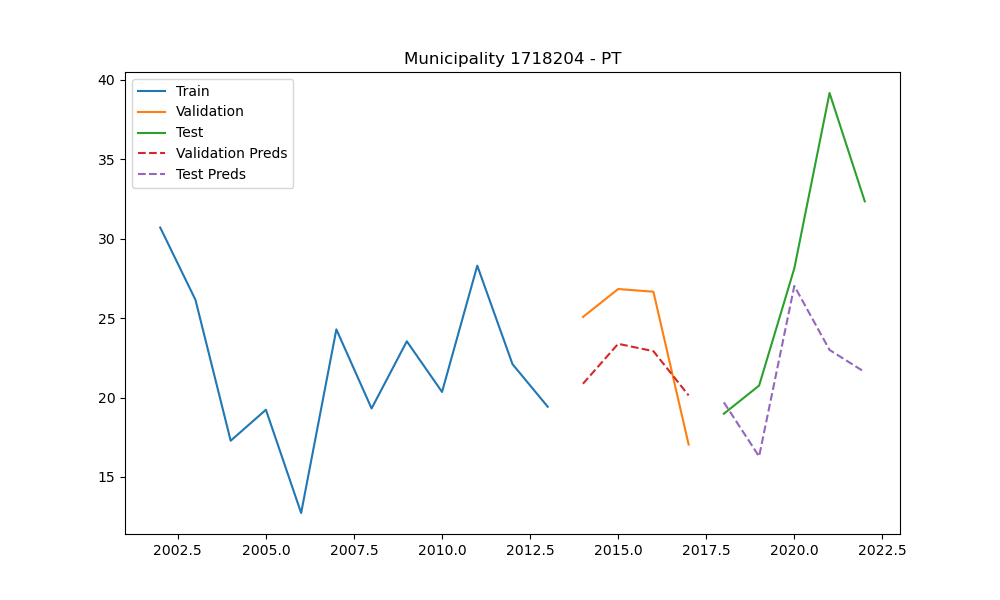 Municipality 1718204 - PT
40
35
30
25
20
15
Train
Validation
Test
Validation Preds
Test Preds
2002.5 2005.0 2007.5 2010.0 2012.5 2015.0 2017.5 2020.0 2022.5